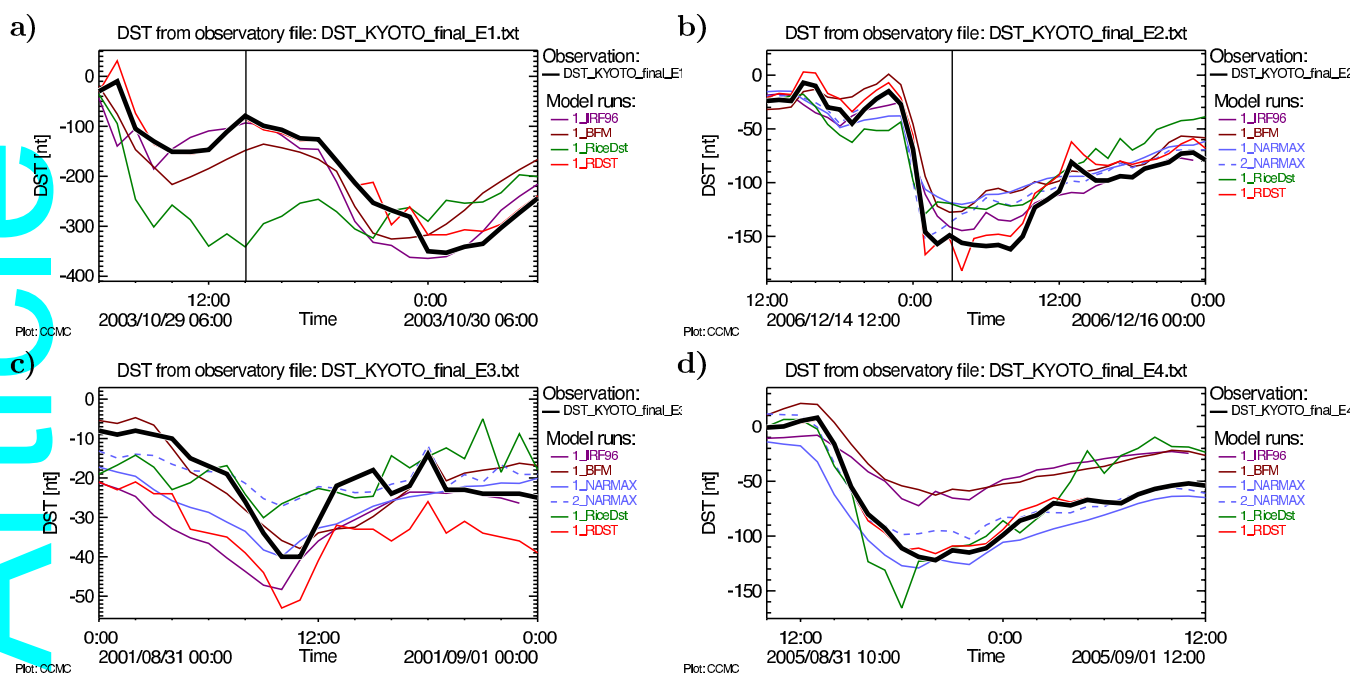 a)
DST from observatory file: DST_KYOTO_final_E1.txt
Observation:
DST_KYOTO_final_E1
Model runs:
1_IRF96
1_BFM
1_RiceDst
1_RDST
DST [nt]
0
-100
-200
-300
-400
12:00
0:00
2003/10/29 06:00
Time
2003/10/30 06:00
Plot: CCMC
b)
DST from observatory file: DST_KYOTO_final_E2.txt
Observation:
DST_KYOTO_final_E2
Model runs:
1_IRF96
1_BFM
1_NARMAX
2_NARMAX
1_RiceDst
1_RDST
DST [nt]
0
-50
-100
-150
12:00
0:00
12:00
0:00
2006/12/14 12:00
Time
2006/12/16 00:00
Plot: CCMC
c)
DST from observatory file: DST_KYOTO_final_E3.txt
Observation:
DST_KYOTO_final_E3
Model runs:
1_IRF96
1_BFM
1_NARMAX
2_NARMAX
1_RiceDst
1_RDST
DST [nt]
0
-10
-20
-30
-40
-50
0:00
12:00
0:00
2001/08/31 00:00
Time
2001/09/01 00:00
Plot: CCMC
d)
DST from observatory file: DST_KYOTO_final_E4.txt
Observation:
DST_KYOTO_final_E4
Model runs:
1_IRF96
1_BFM
1_NARMAX
2_NARMAX
1_RiceDst
1_RDST
DST [nt]
0
-50
-100
-150
12:00
0:00
12:00
2005/08/31 10:00
Time
2005/09/01 12:00
Plot: CCMC
Article